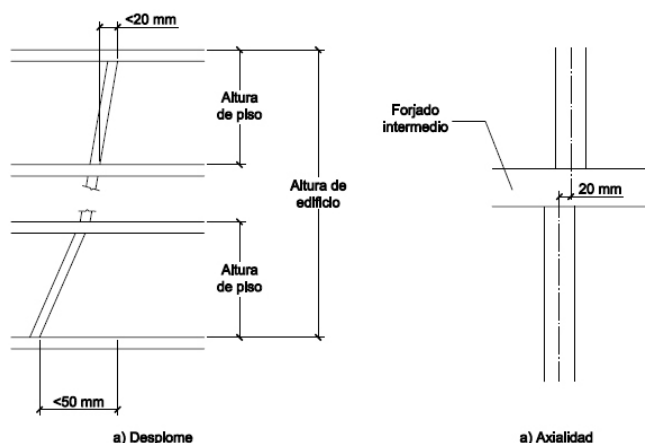 <20 mm
Altura
de piso
Altura de
edificio
Altura
de piso
<50 mm
a) Desplome
Forjado
intermedio
20 mm
a) Axialidad